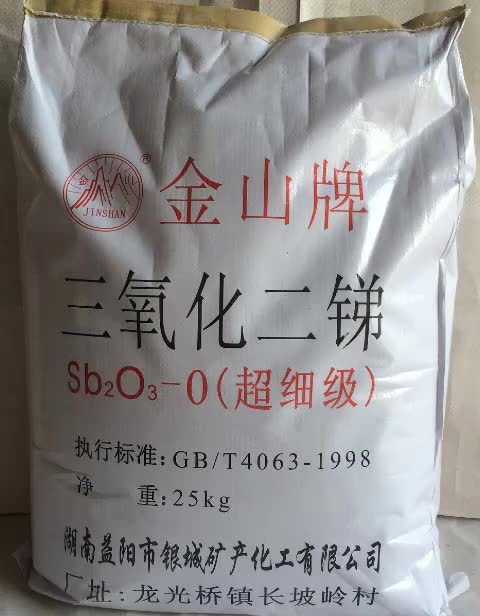 金山
JINSHAN
®
金山牌
三氧化二锑
Sb₂O₃-0(超细级)
执行标准:GB/T4063-1998
净 重:25kg
湖南益阳市银城矿产化工有限公司
厂址:龙光桥镇长坡岭村